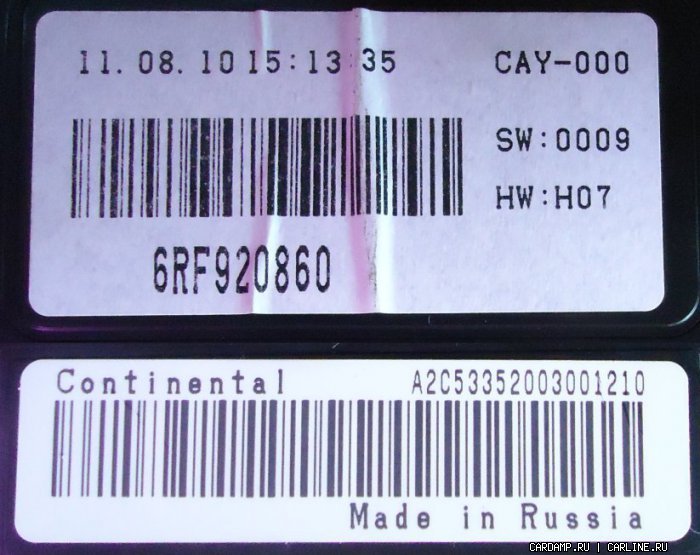 11.08.10 15:13:35 CAY-000
SW:0009
HW:H07
6RF920860
Continental A2C53352003001210
Made in Russia
CARDAMP.RU | CARLINE.RU